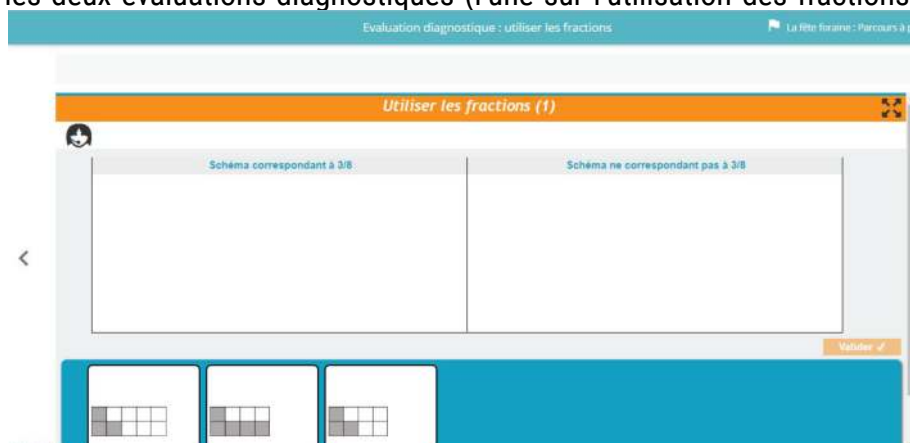 les deux évaluations diagnostiques (l'une sur l'utilisation des fractions
Evaluation diagnostique : utiliser les fractions
La fête foraine : Parcours à
Utiliser les fractions (1)
Schéma correspondant à 3/8
Schéma ne correspondant pas à 3/8
Valider